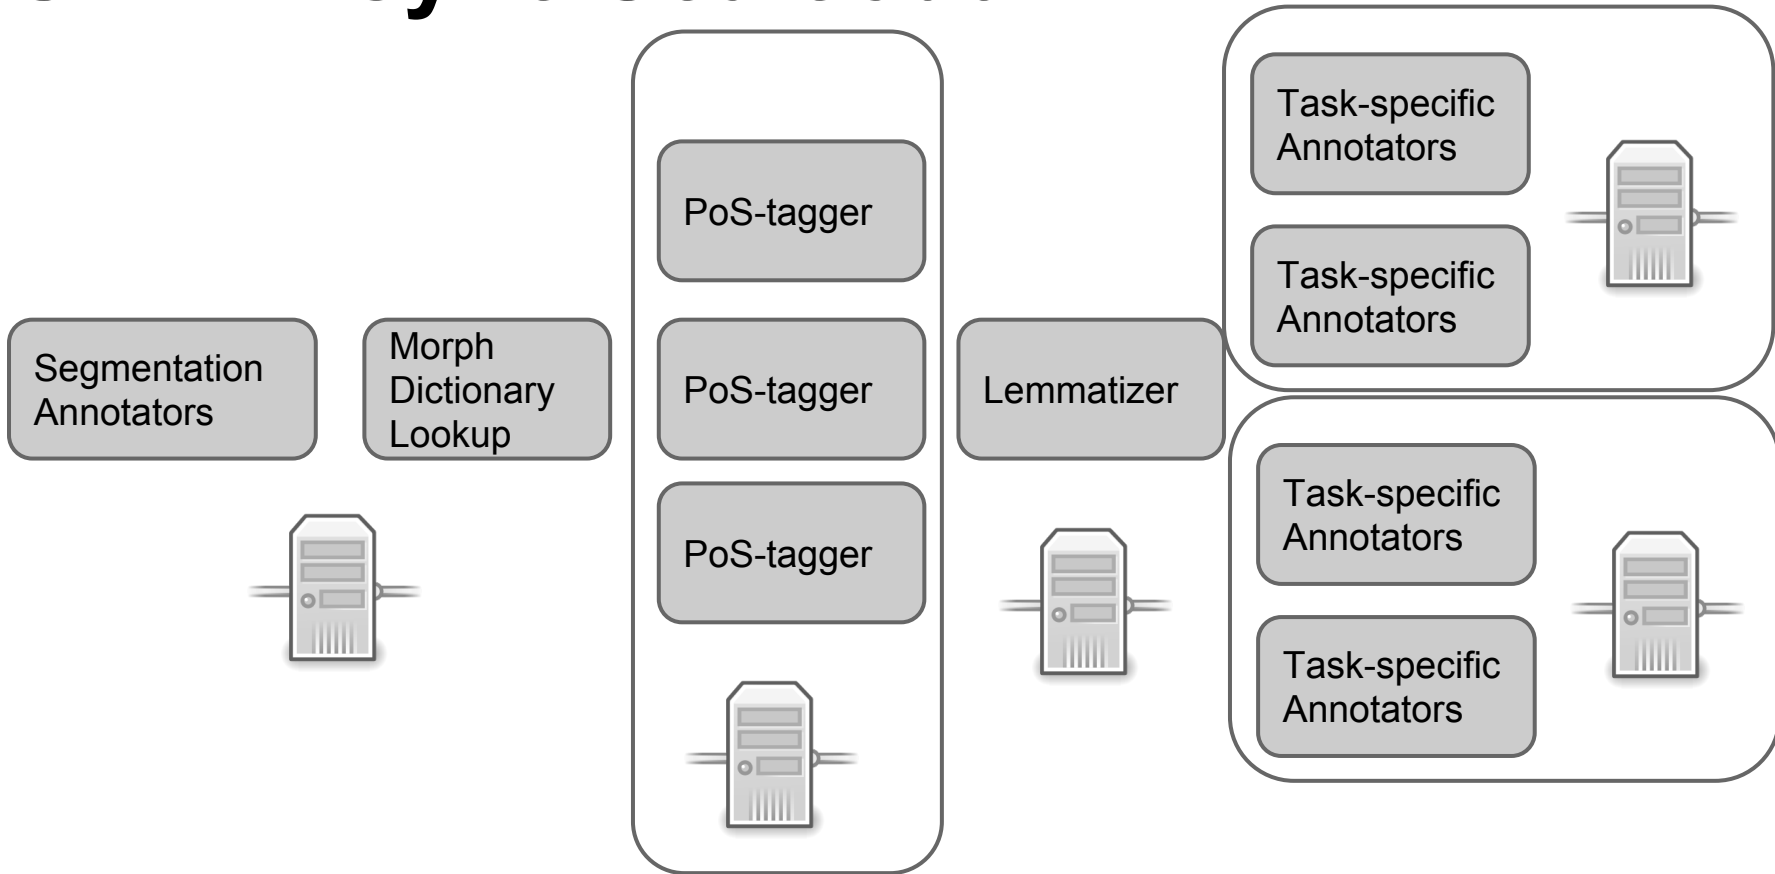 Segmentation
Annotators
Morph
Dictionary
Lookup
PoS-tagger
PoS-tagger
PoS-tagger
Lemmatizer
Task-specific
Annotators
Task-specific
Annotators
Task-specific
Annotators
Task-specific
Annotators